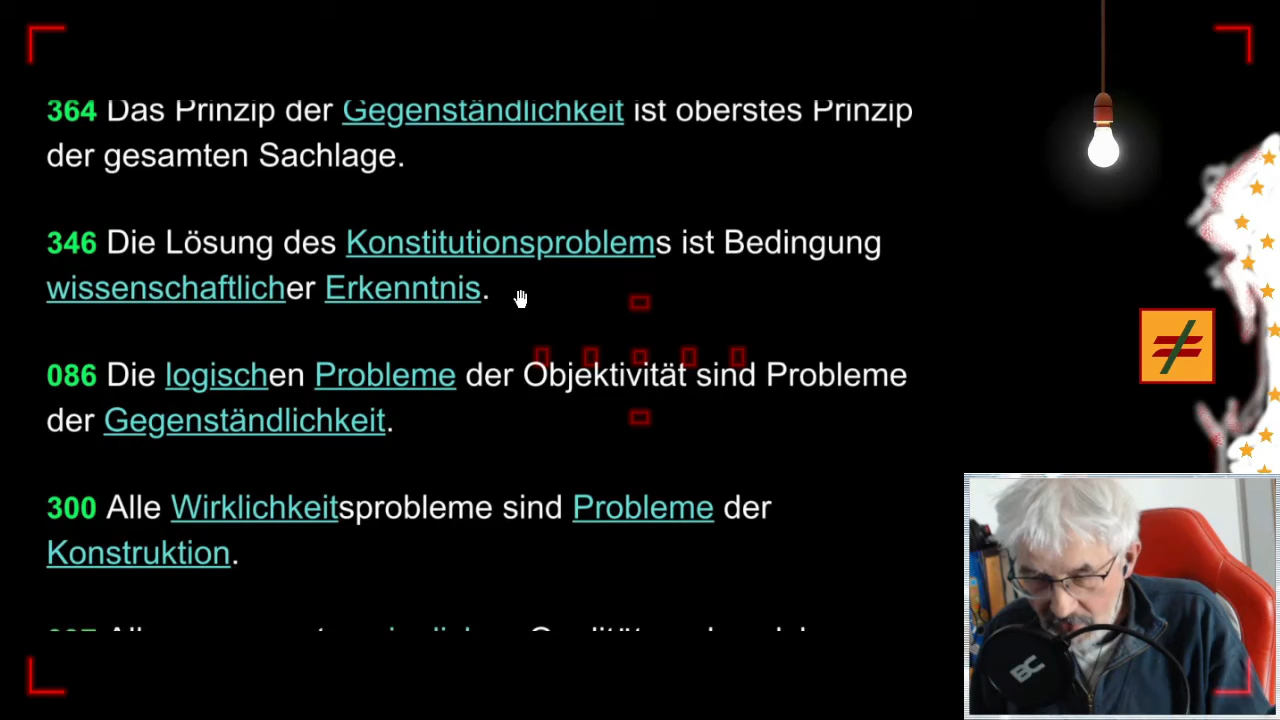 364 Das Prinzip der Gegenständlichkeit ist oberstes Prinzip
der gesamten Sachlage.
346 Die Lösung des Konstitutionsproblems ist Bedingung
wissenschaftlicher Erkenntnis.
086 Die logischen Probleme der Objektivität sind Probleme
der Gegenständlichkeit.
300 Alle Wirklichkeitsprobleme sind Probleme der
Konstruktion.
≠
BC